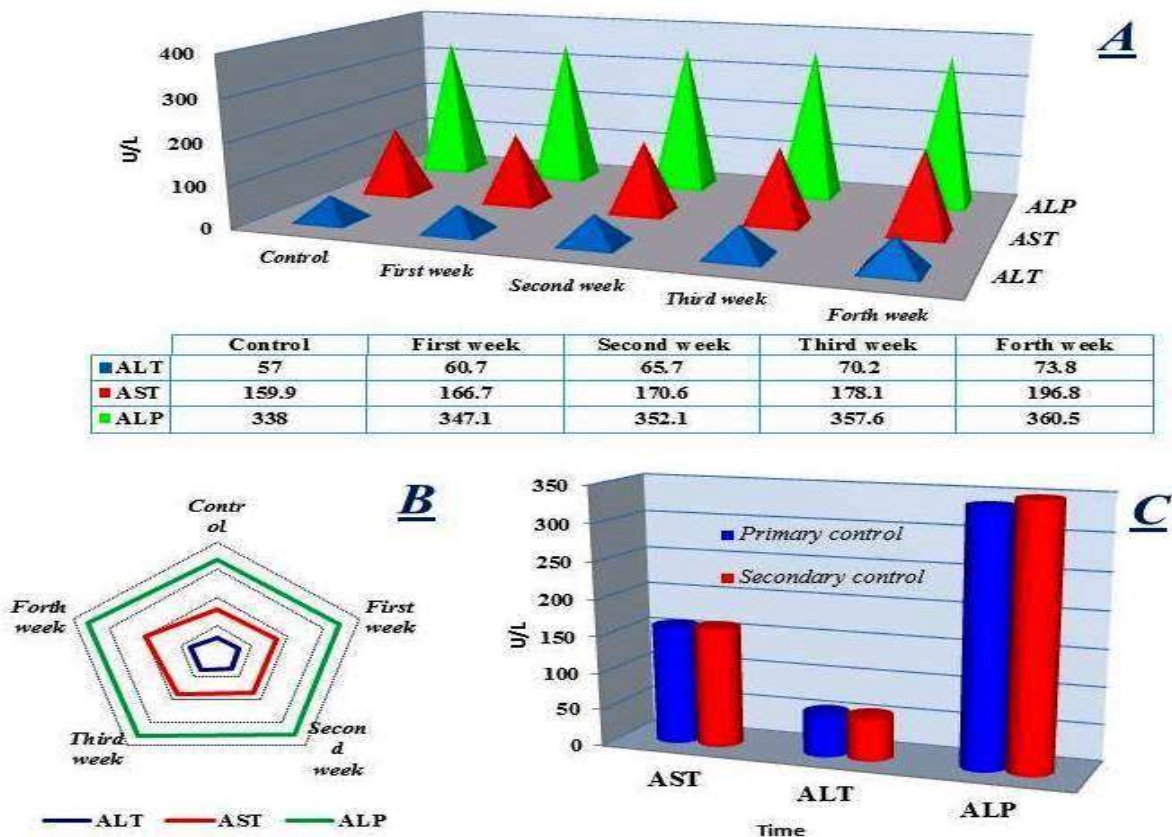 A
400
300
200
100
0
U/L
Control
First week
Second week
Third week
Forth week
ALP
AST
ALT
Control First week Second week Third week Forth week
ALT 57 60.7 65.7 70.2 73.8
AST 159.9 166.7 170.6 178.1 196.8
ALP 338 347.1 352.1 357.6 360.5
B
Contr
ol
First
week
Secon
d week
Third
week
Forth
week
ALT AST ALP
C
350
300
250
200
150
100
50
0
U/L
Primary control
Secondary control
AST
ALT
ALP
Time